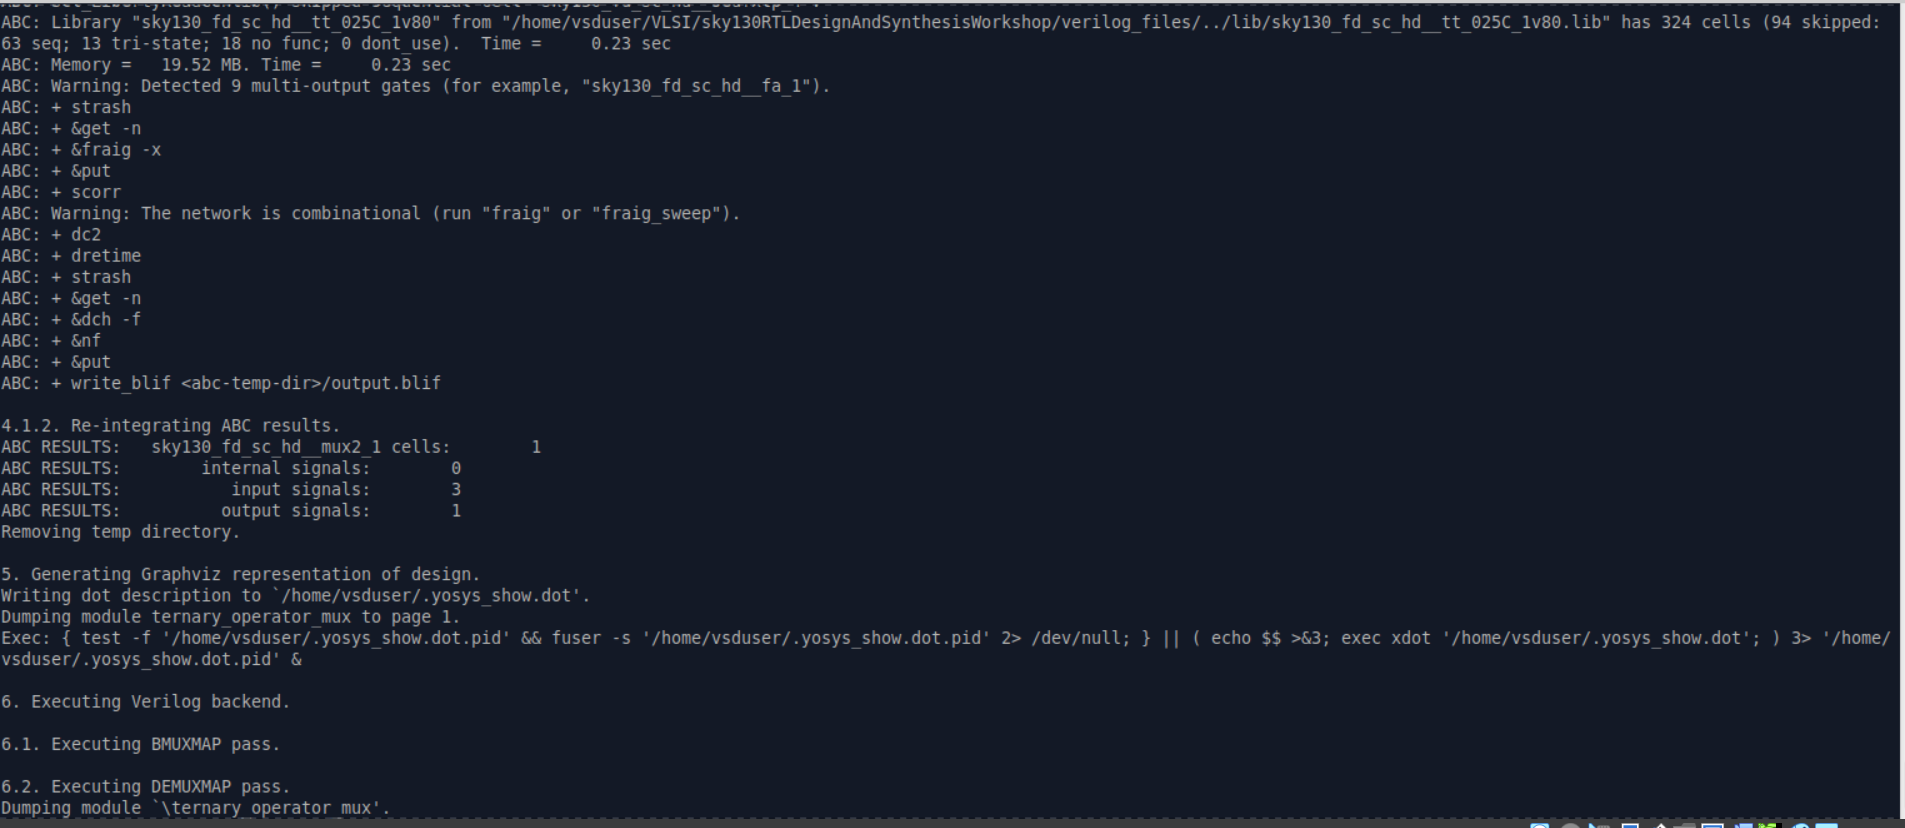 ABC: Library "sky130_fd_sc_hd__tt_025C_1v80" from "/home/vsduser/VLSI/sky130RTLDesignAndSynthesisWorkshop/verilog_files/../lib/sky130_fd_sc_hd__tt_025C_1v80.lib" has 324 cells (94 skipped:
63 seq; 13 tri-state; 18 no func; 0 dont_use).  Time =     0.23 sec
ABC: Memory =   19.52 MB. Time =     0.23 sec
ABC: Warning: Detected 9 multi-output gates (for example, "sky130_fd_sc_hd__fa_1").
ABC: + strash
ABC: + &get -n
ABC: + &fraig -x
ABC: + &put
ABC: + scorr
ABC: Warning: The network is combinational (run "fraig" or "fraig_sweep").
ABC: + dc2
ABC: + dretime
ABC: + strash
ABC: + &get -n
ABC: + &dch -f
ABC: + &nf
ABC: + &put
ABC: + write_blif <abc-temp-dir>/output.blif
4.1.2. Re-integrating ABC results.
ABC RESULTS:   sky130_fd_sc_hd__mux2_1 cells:        1
ABC RESULTS:        internal signals:        0
ABC RESULTS:           input signals:        3
ABC RESULTS:          output signals:        1
Removing temp directory.
5. Generating Graphviz representation of design.
Writing dot description to `/home/vsduser/.yosys_show.dot'.
Dumping module ternary_operator_mux to page 1.
Exec: { test -f '/home/vsduser/.yosys_show.dot.pid' && fuser -s '/home/vsduser/.yosys_show.dot.pid' 2> /dev/null; } || ( echo $$ >&3; exec xdot '/home/vsduser/.yosys_show.dot'; ) 3> '/home/
vsduser/.yosys_show.dot.pid' &
6. Executing Verilog backend.
6.1. Executing BMUXMAP pass.
6.2. Executing DEMUXMAP pass.
Dumping module `\ternary_operator_mux'.